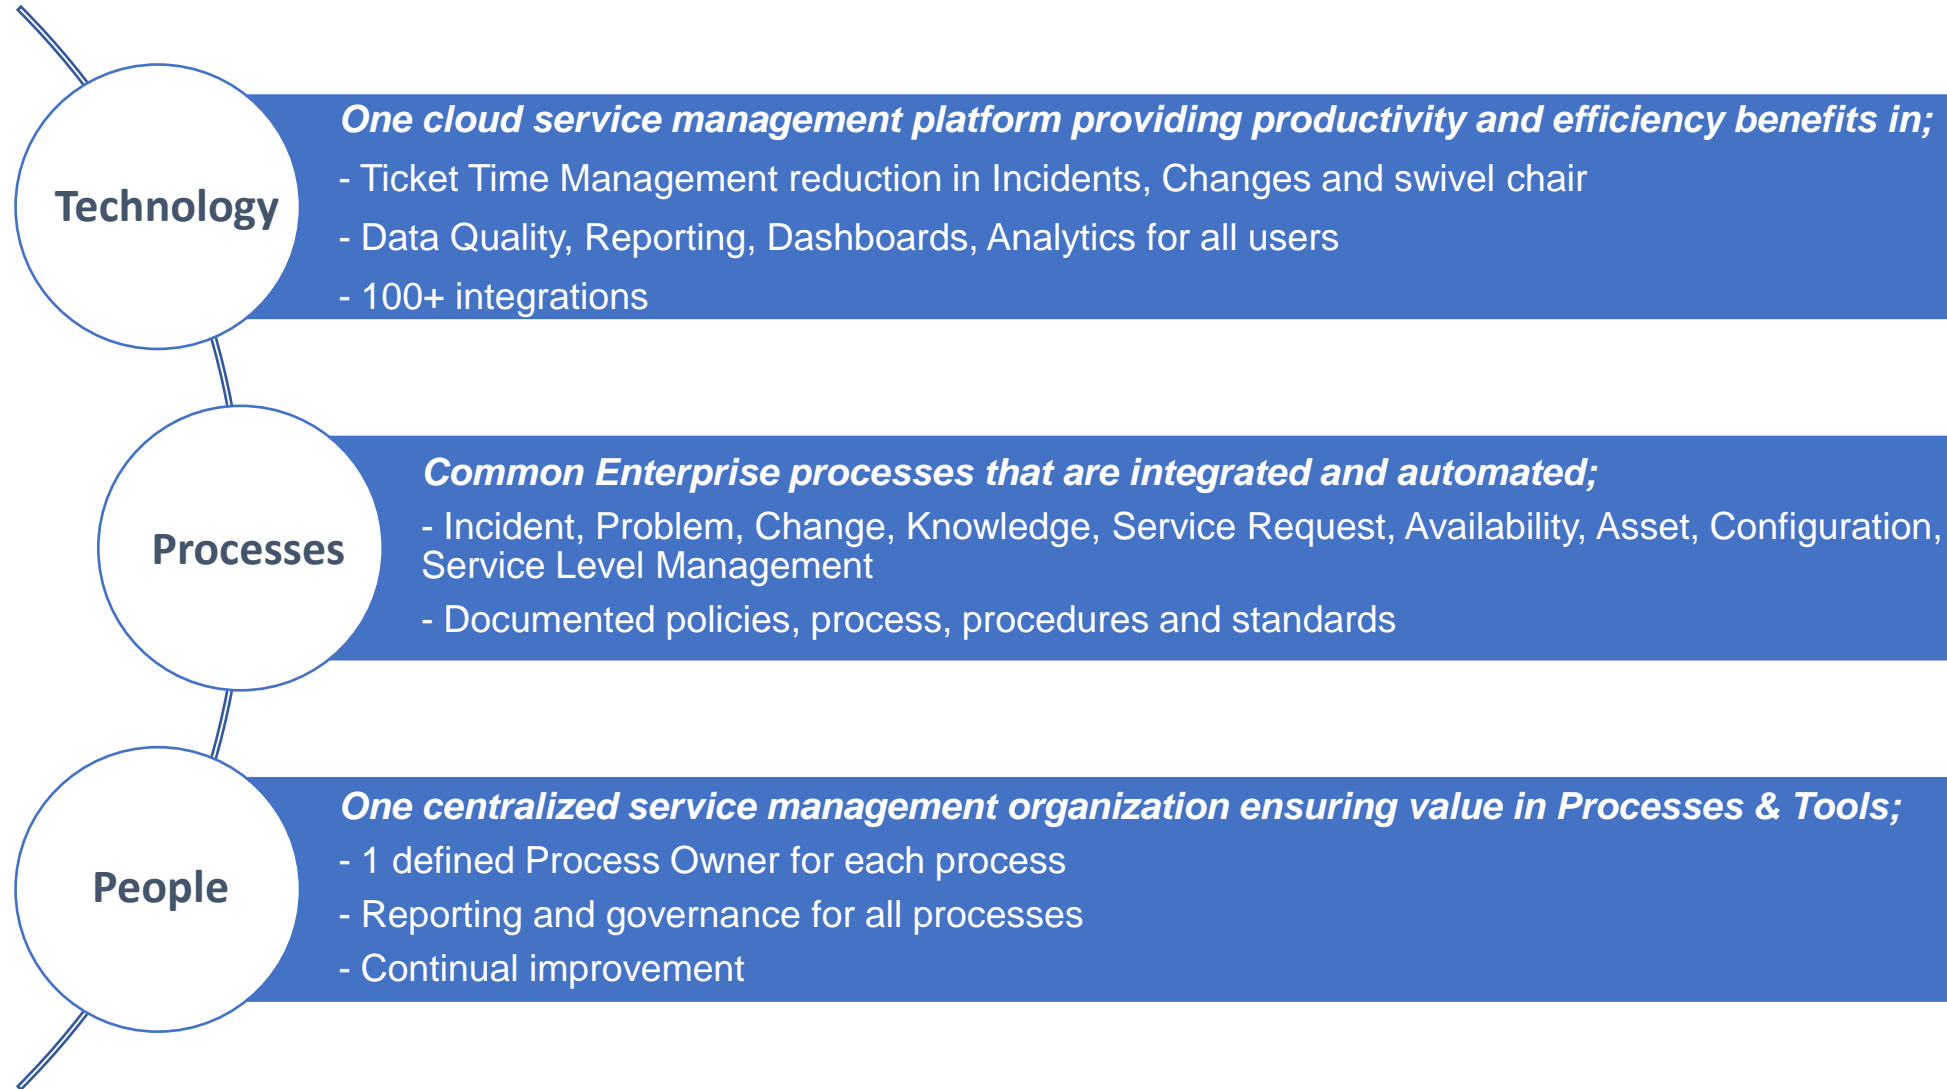 Technology
One cloud service management platform providing productivity and efficiency benefits in;
- Ticket Time Management reduction in Incidents, Changes and swivel chair
- Data Quality, Reporting, Dashboards, Analytics for all users
- 100+ integrations
Processes
Common Enterprise processes that are integrated and automated;
- Incident, Problem, Change, Knowledge, Service Request, Availability, Asset, Configuration,
Service Level Management
- Documented policies, process, procedures and standards
People
One centralized service management organization ensuring value in Processes & Tools;
- 1 defined Process Owner for each process
- Reporting and governance for all processes
- Continual improvement